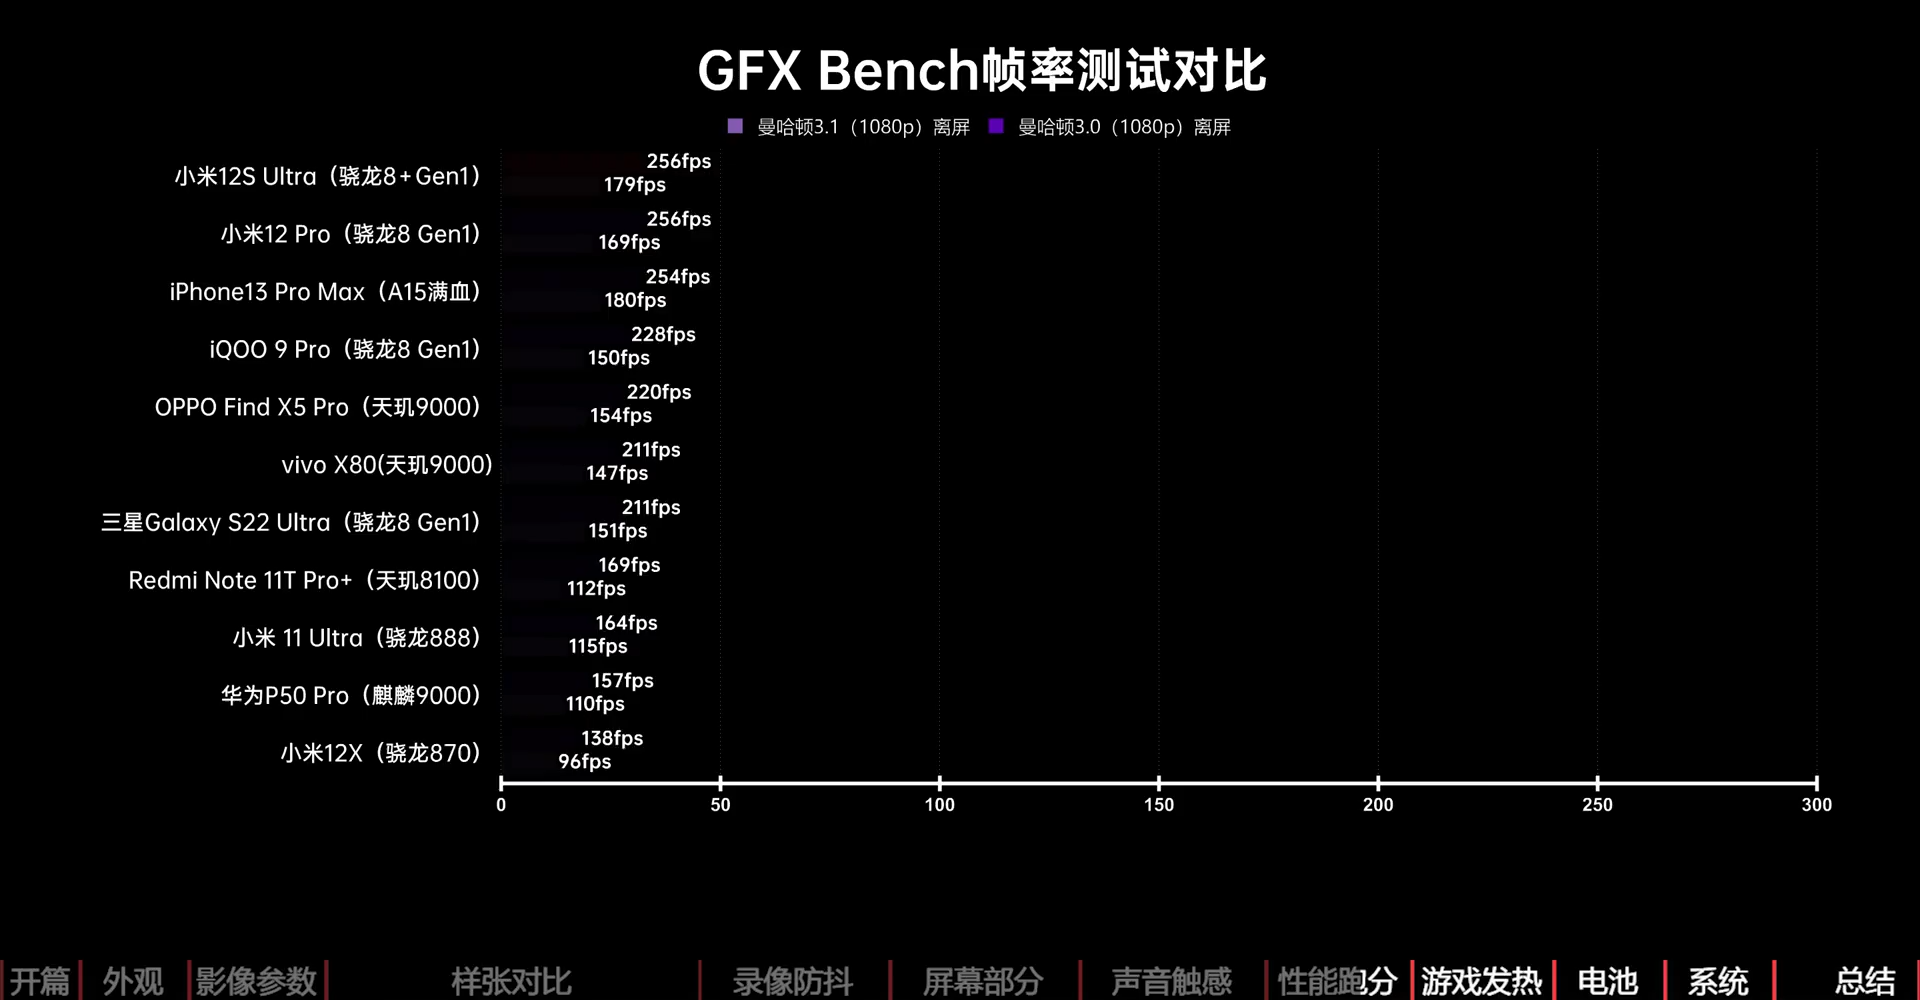 GFX Bench帧率测试对比
曼哈顿3.1（1080p）离屏 曼哈顿3.0（1080p）离屏
小米12S Ultra（骁龙8+Gen1）
256fps
179fps
小米12 Pro（骁龙8 Gen1）
256fps
169fps
iPhone13 Pro Max（A15满血）
254fps
180fps
iQOO 9 Pro（骁龙8 Gen1）
228fps
150fps
OPPO Find X5 Pro（天玑9000）
220fps
154fps
vivo X80(天玑9000)
211fps
147fps
三星Galaxy S22 Ultra（骁龙8 Gen1）
211fps
151fps
Redmi Note 11T Pro+（天玑8100）
169fps
112fps
小米 11 Ultra（骁龙888）
164fps
115fps
华为P50 Pro（麒麟9000）
157fps
110fps
小米12X（骁龙870）
138fps
96fps
0 50 100 150 200 250 300
开篇 外观 影像参数 样张对比 录像防抖 屏幕部分 声音触感 性能跑分 游戏发热 电池 系统 总结